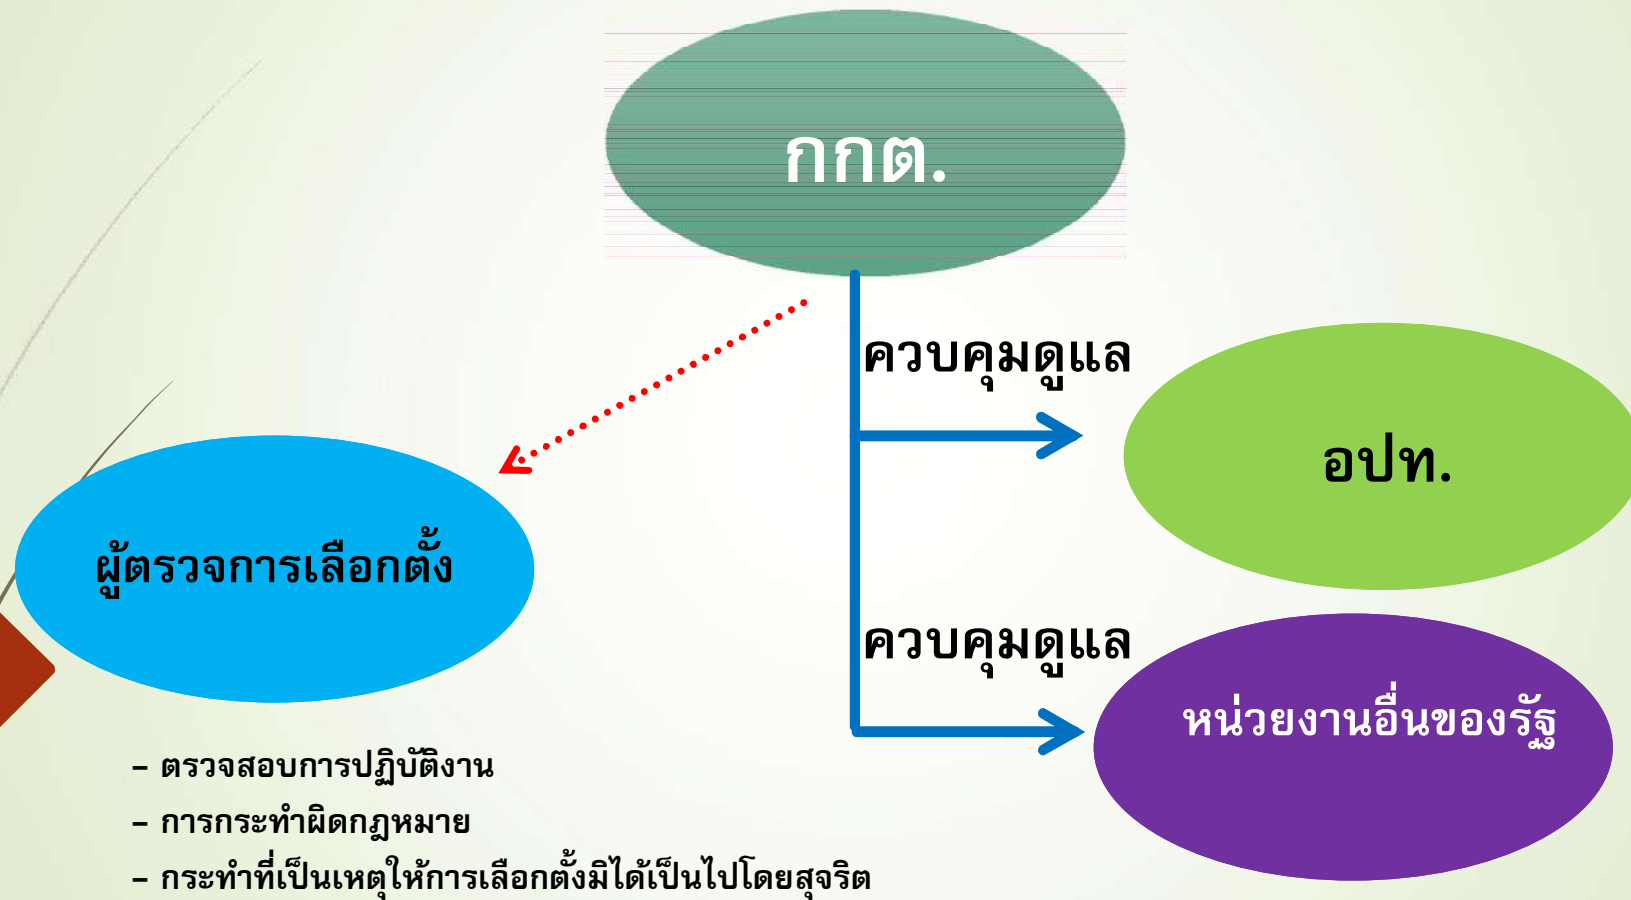 กกต.
ควบคุมดูแล
อปท.
ผู้ตรวจการเลือกตั้ง
ควบคุมดูแล
หน่วยงานอื่นของรัฐ
– ตรวจสอบการปฏิบัติงาน
– การกระทำผิดกฎหมาย
– กระทำที่เป็นเหตุให้การเลือกตั้งมิได้เป็นไปโดยสุจริต